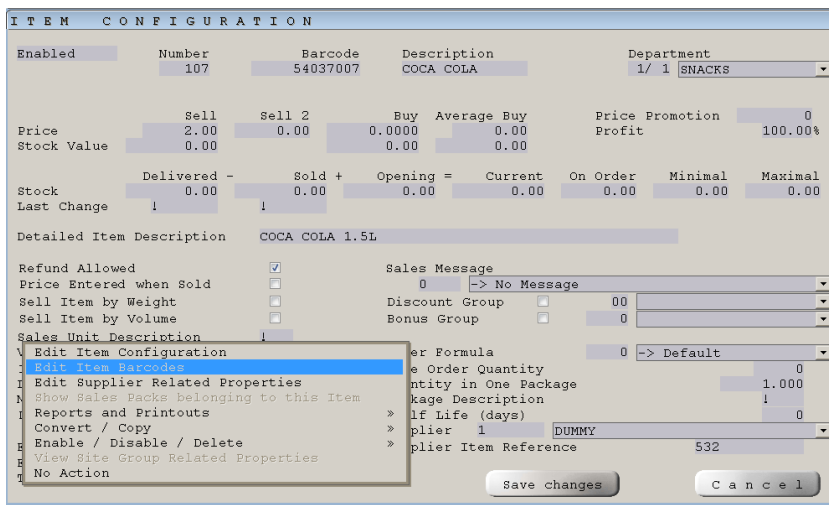 ITEM CONFIGURATION
Enabled Number Barcode Description Department
107 54037007 COCA COLA 1/ 1 SNACKS
Sell Sell 2 Buy Average Buy Price Promotion 0
Price 2.00 0.00 0.0000 0.00 Profit 100.00%
Stock Value 0.00 0.00 0.00
Delivered - Sold + Opening = Current On Order Minimal Maximal
Stock 0.00 0.00 0.00 0.00 0.00 0.00 0.00
Last Change ! !
Detailed Item Description COCA COLA 1.5L
Refund Allowed Sales Message
Price Entered when Sold 0 -> No Message
Sell Item by Weight Discount Group 00
Sell Item by Volume Bonus Group 0
Sales Unit Description !
Edit Item Configuration Formula 0 -> Default
Edit Item Barcodes Order Quantity 0
Edit Supplier Related Properties in One Package 1.000
Show Sales Packs belonging to this Item Description !
Reports and Printouts » Life (days) 0
Convert / Copy » 1 DUMMY
Enable / Disable / Delete » Item Reference 532
View Site Group Related Properties
No Action
Save changes Cancel